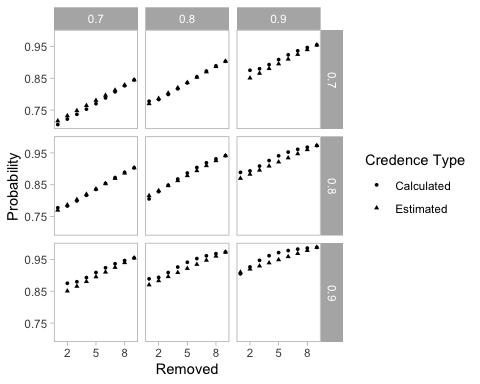 0.7 0.8 0.9
0.95
0.85
0.75
0.7
0.95
0.85
0.75
0.8
0.95
0.85
0.75
0.9
2 5 8 2 5 8 2 5 8
Removed
Probability
Credence Type
Calculated
Estimated